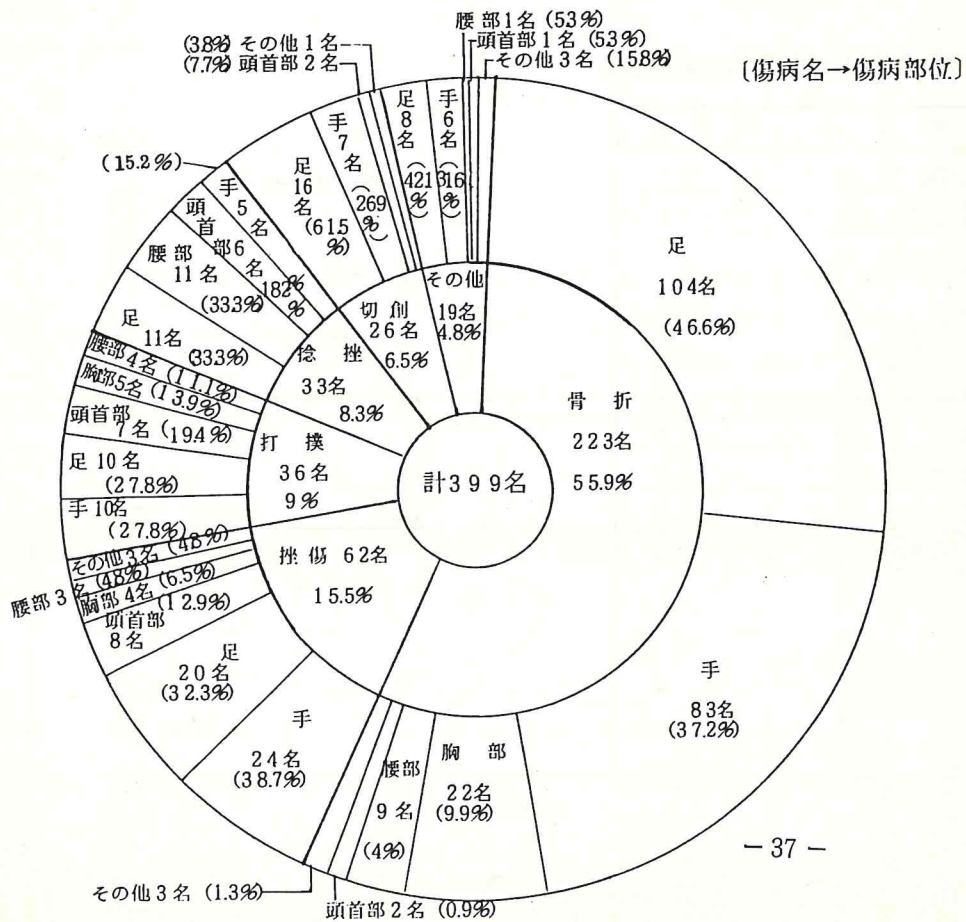 〔傷病名→傷病部位〕
計399名
骨折
223名
55.9%
足
104名
(46.6%)
手
83名
(37.2%)
胸部
22名
(9.9%)
腰部
9名
(4%)
頭首部2名 (0.9%)
その他3名 (1.3%)
挫傷 62名
15.5%
手
24名
(38.7%)
足
20名
(32.3%)
頭首部
8名
(12.9%)
胸部4名 (6.5%)
腰部3名 (4.8%)
その他3名 (4.8%)
打撲
36名
9%
手10名
(27.8%)
足10名
(27.8%)
頭首部
7名 (19.4%)
胸部5名 (13.9%)
腰部4名 (11.1%)
捻挫
33名
8.3%
足
11名
(33.3%)
腰部
11名
(33.3%)
頭首部6名
18.2%
%
手5名
%
(15.2%)
切創
26名
6.5%
足
16名
(61.5%)
手
7名
(26.9%)
(7.7%) 頭首部2名
(3.8%) その他1名
その他
19名
4.8%
足
8名
(42.1%)
手
6名
(31.6%)
腰部1名 (5.3%)
頭首部1名 (5.3%)
その他3名 (15.8%)
－37－